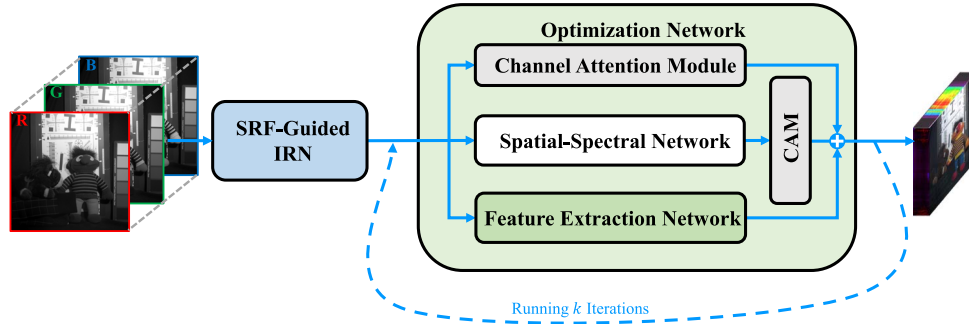 B
G
R
SRF-Guided
IRN
Optimization Network
Channel Attention Module
Spatial-Spectral Network
CAM
Feature Extraction Network
Running k Iterations